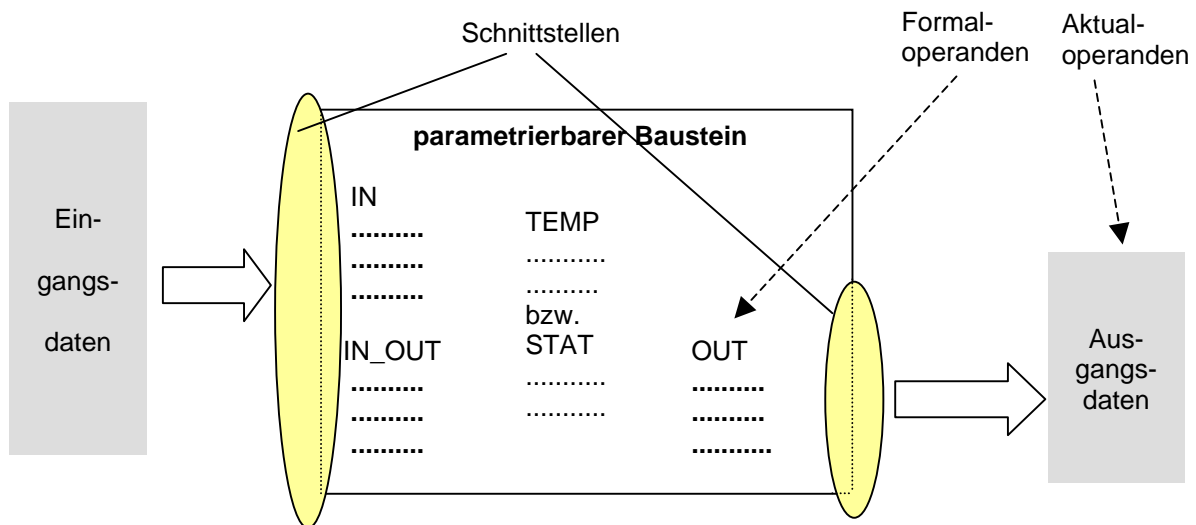 Schnittstellen
Formal-
operanden
Aktual-
operanden
parametrierbarer Baustein
Ein-
gangs-
daten
IN
..........
..........
..........
IN_OUT
..........
..........
..........
TEMP
...........
..........
bzw.
STAT
...........
...........
OUT
..........
..........
...........
Aus-
gangs-
daten